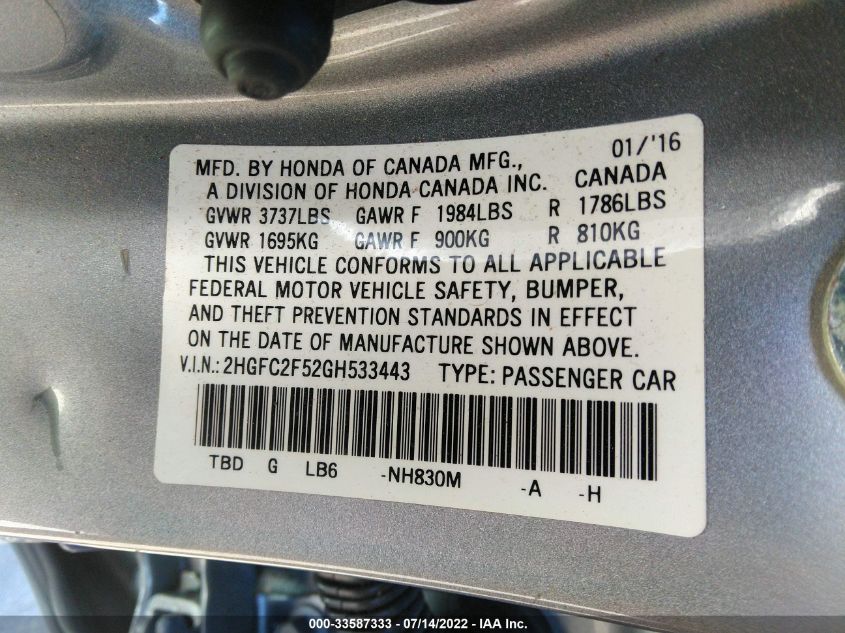 01/'16
MFD. BY HONDA OF CANADA MFG.,
A DIVISION OF HONDA CANADA INC. CANADA
GVWR 3737LBS GAWR F 1984LBS R 1786LBS
GVWR 1695KG GAWR F 900KG R 810KG
THIS VEHICLE CONFORMS TO ALL APPLICABLE
FEDERAL MOTOR VEHICLE SAFETY, BUMPER,
AND THEFT PREVENTION STANDARDS IN EFFECT
ON THE DATE OF MANUFACTURE SHOWN ABOVE.
V.I.N.: 2HGFC2F52GH533443 TYPE: PASSENGER CAR
TBD G LB6 -NH830M -A -H
000-33587333 - 07/14/2022 - IAA Inc.